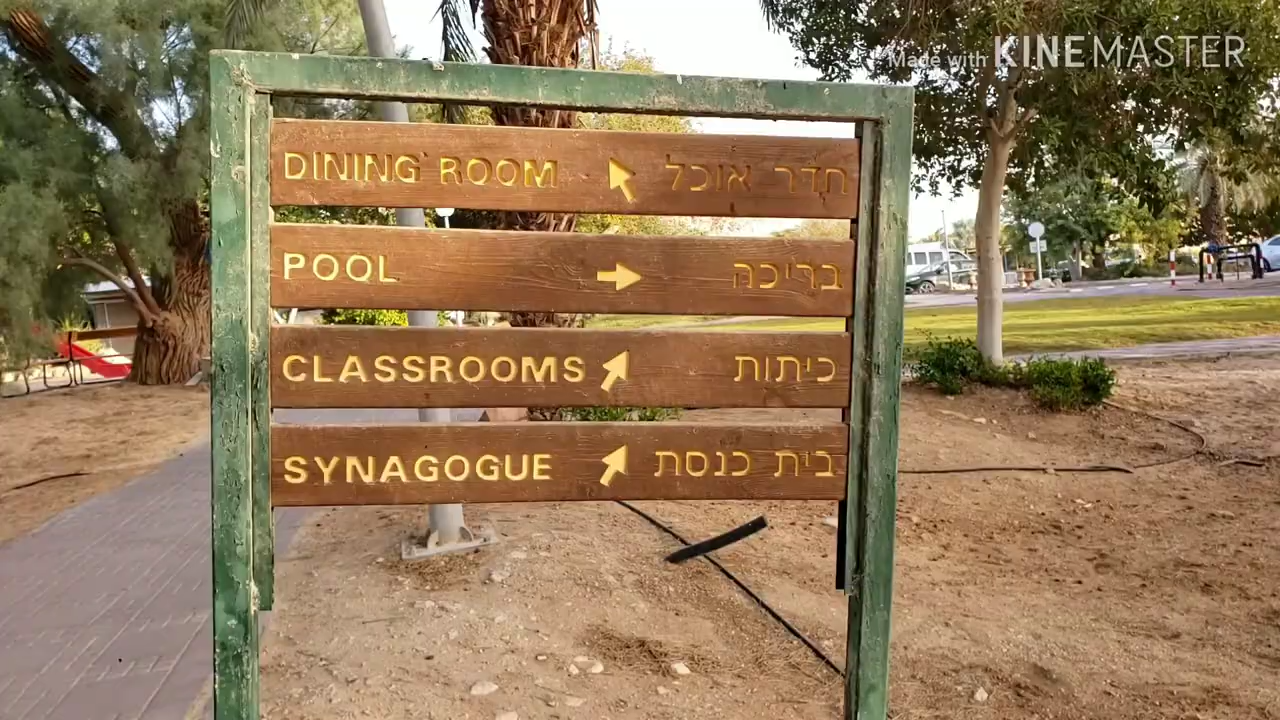 Made with KINEMASTER
DINING ROOM חדר אוכל
POOL בריכה
CLASSROOMS כיתות
SYNAGOGUE בית כנסת